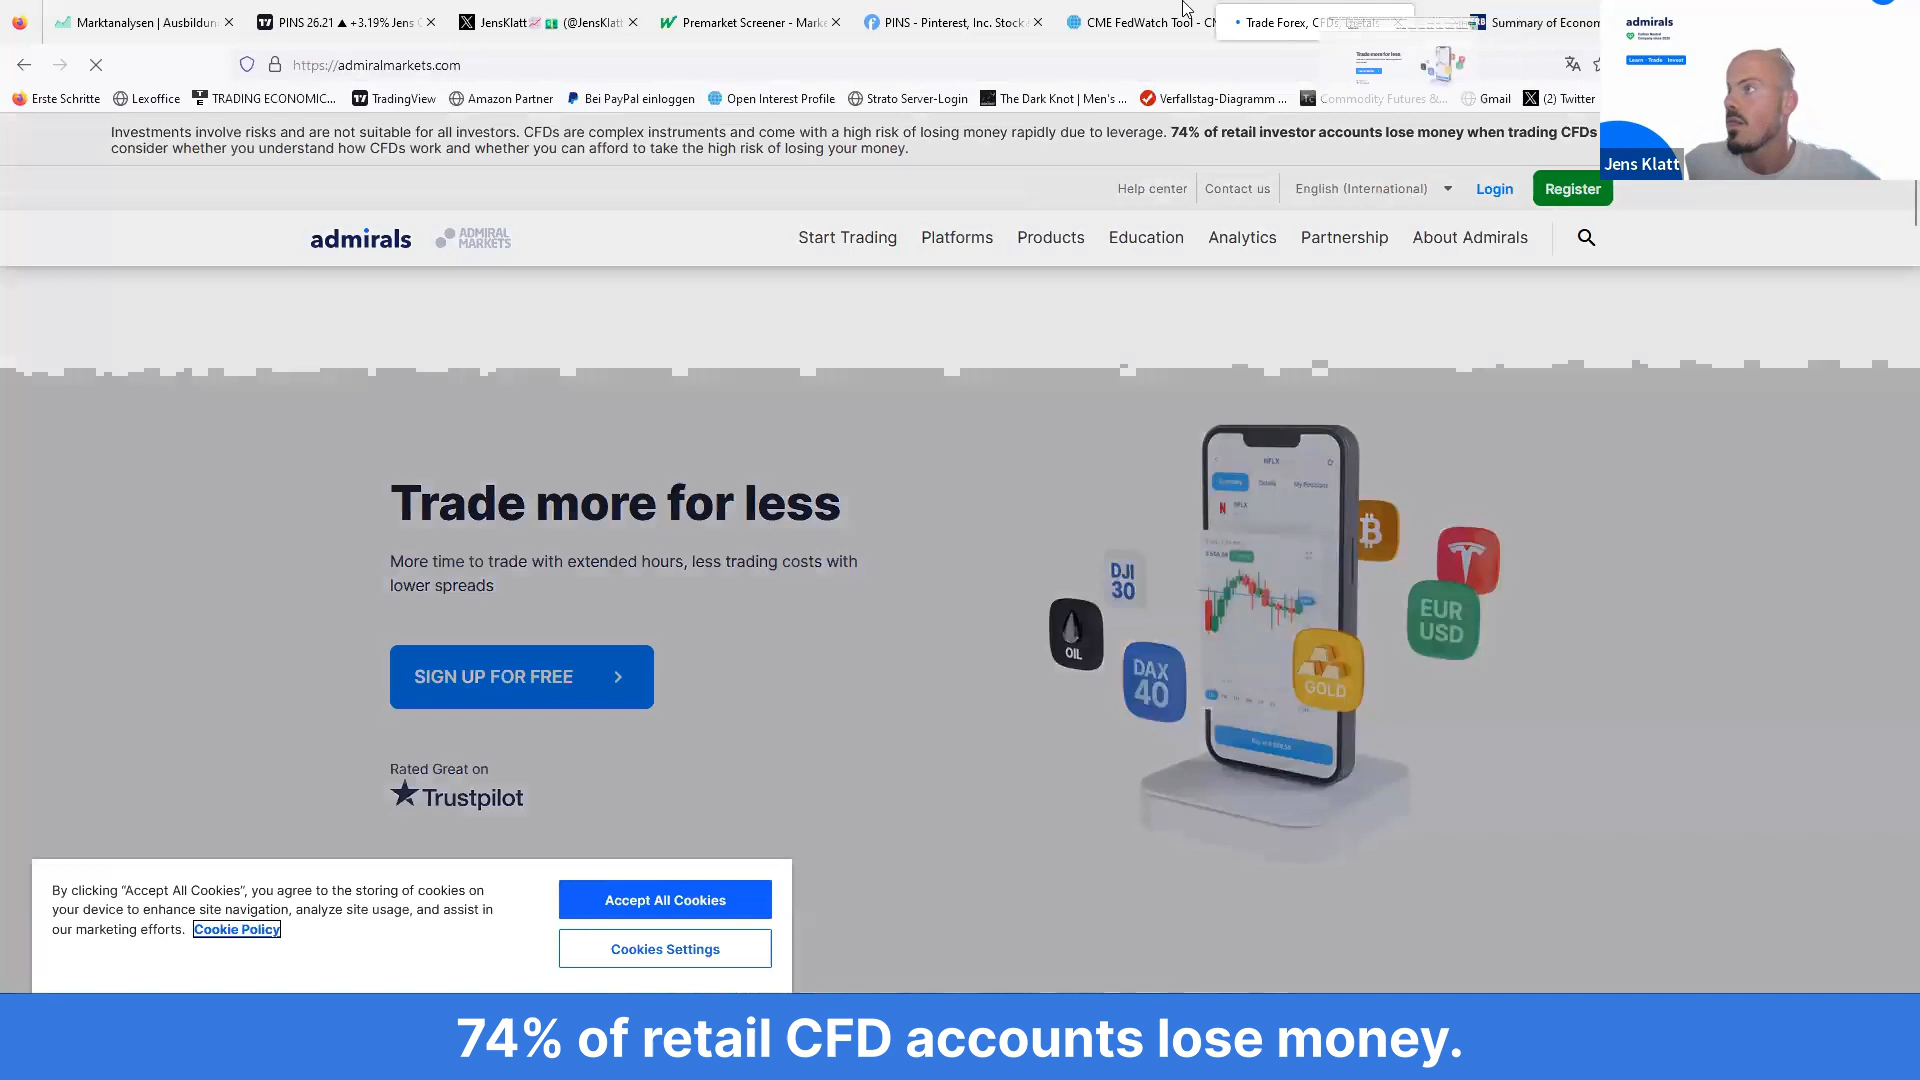 Marktanalysen | Ausbildun
PINS 26.21 ▲ +3.19% Jens
JensKlatt📈 💵 (@JensKlatt
Premarket Screener - Marke
PINS - Pinterest, Inc. Stock
CME FedWatch Tool - CM
Trade Forex, CFDs, Metals
Summary of Econom
https://admiralmarkets.com
Erste Schritte
Lexoffice
TRADING ECONOMIC...
TradingView
Amazon Partner
Bei PayPal einloggen
Open Interest Profile
Strato Server-Login
The Dark Knot | Men's ...
Verfallstag-Diagramm ...
Commodity Futures &...
Gmail
(2) Twitter
admirals
Learn · Trade · Invest
Jens Klatt
Investments involve risks and are not suitable for all investors. CFDs are complex instruments and come with a high risk of losing money rapidly due to leverage. 74% of retail investor accounts lose money when trading CFDs
consider whether you understand how CFDs work and whether you can afford to take the high risk of losing your money.
Help center
Contact us
English (International)
Login
Register
admirals
ADMIRAL
MARKETS
Start Trading
Platforms
Products
Education
Analytics
Partnership
About Admirals
Trade more for less
More time to trade with extended hours, less trading costs with
lower spreads
SIGN UP FOR FREE
Rated Great on
Trustpilot
NFLX
Details
My Positions
NFLX
DJI
30
OIL
DAX
40
GOLD
EUR
USD
By clicking “Accept All Cookies”, you agree to the storing of cookies on
your device to enhance site navigation, analyze site usage, and assist in
our marketing efforts. Cookie Policy
Accept All Cookies
Cookies Settings
74% of retail CFD accounts lose money.